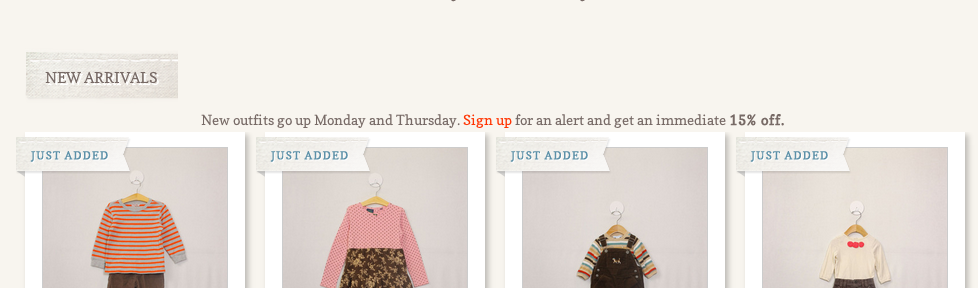 NEW ARRIVALS
New outfits go up Monday and Thursday. Sign up for an alert and get an immediate 15% off.
JUST ADDED
JUST ADDED
JUST ADDED
JUST ADDED